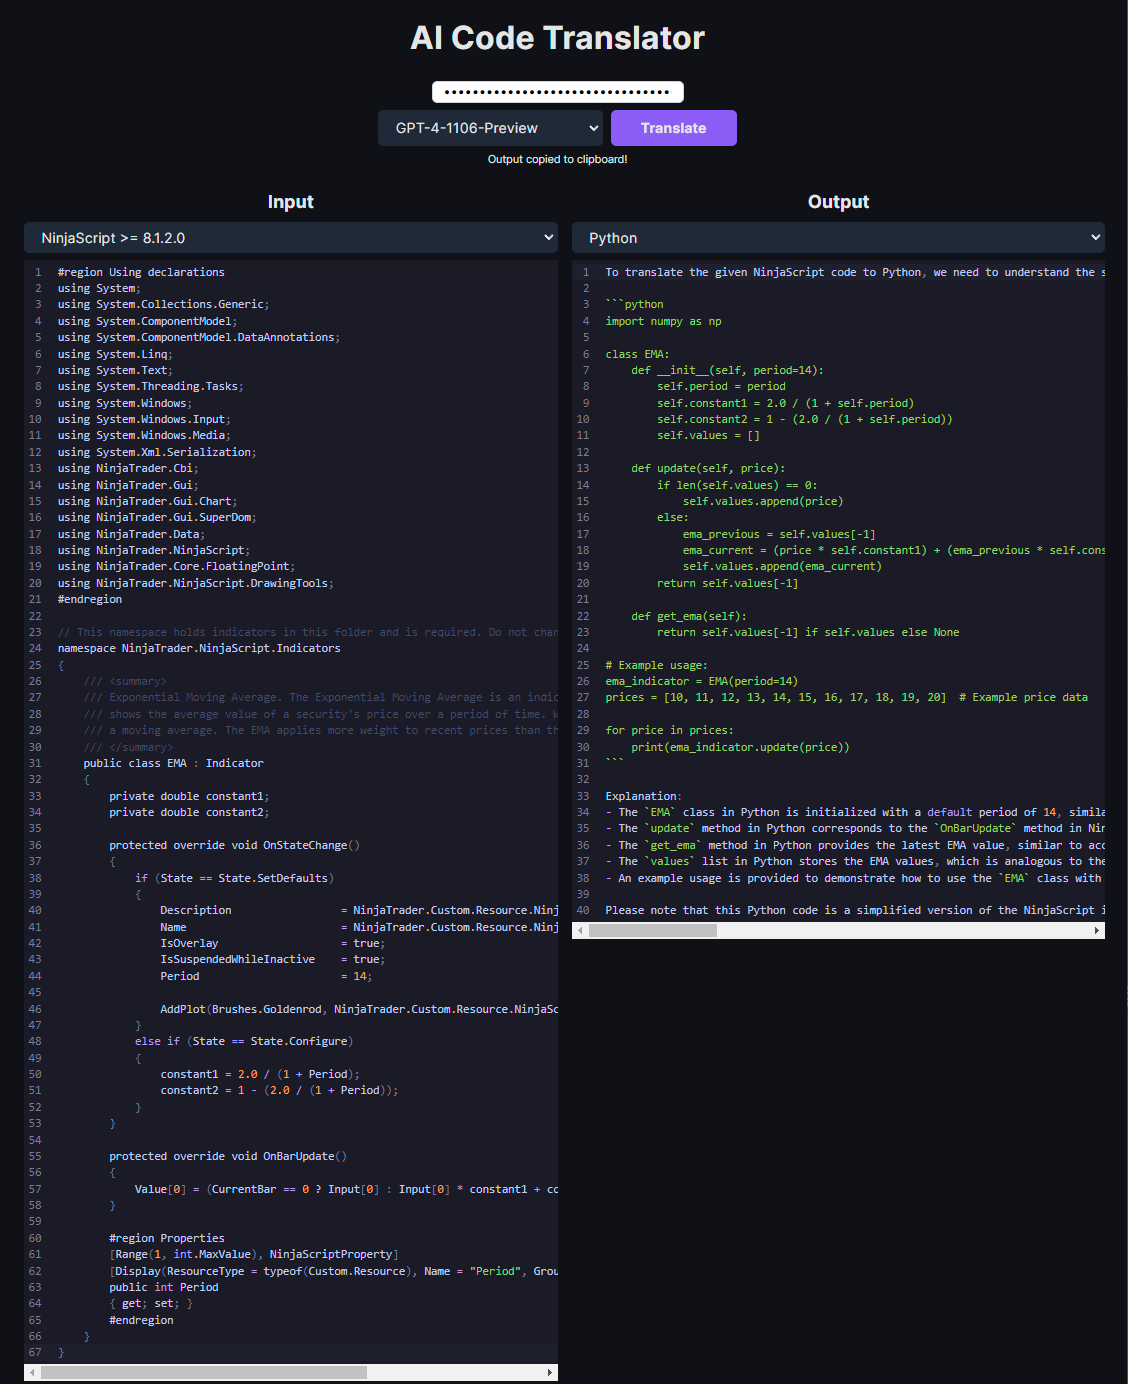 AI Code Translator
••••••••••••••••••••••••••••••••
GPT-4-1106-Preview
Translate
Output copied to clipboard!
Input
NinjaScript >= 8.1.2.0
1 #region Using declarations
2 using System;
3 using System.Collections.Generic;
4 using System.ComponentModel;
5 using System.ComponentModel.DataAnnotations;
6 using System.Linq;
7 using System.Text;
8 using System.Threading.Tasks;
9 using System.Windows;
10 using System.Windows.Input;
11 using System.Windows.Media;
12 using System.Xml.Serialization;
13 using NinjaTrader.Cbi;
14 using NinjaTrader.Gui;
15 using NinjaTrader.Gui.Chart;
16 using NinjaTrader.Gui.SuperDom;
17 using NinjaTrader.Data;
18 using NinjaTrader.NinjaScript;
19 using NinjaTrader.Core.FloatingPoint;
20 using NinjaTrader.NinjaScript.DrawingTools;
21 #endregion
22
23 // This namespace holds indicators in this folder and is required. Do not chan
24 namespace NinjaTrader.NinjaScript.Indicators
25 {
26     /// <summary>
27     /// Exponential Moving Average. The Exponential Moving Average is an indic
28     /// shows the average value of a security's price over a period of time. W
29     /// a moving average. The EMA applies more weight to recent prices than th
30     /// </summary>
31     public class EMA : Indicator
32     {
33         private double constant1;
34         private double constant2;
35
36         protected override void OnStateChange()
37         {
38             if (State == State.SetDefaults)
39             {
40                 Description                 = NinjaTrader.Custom.Resource.Ninj
41                 Name                        = NinjaTrader.Custom.Resource.Ninj
42                 IsOverlay                   = true;
43                 IsSuspendedWhileInactive    = true;
44                 Period                      = 14;
45
46                 AddPlot(Brushes.Goldenrod, NinjaTrader.Custom.Resource.NinjaSc
47             }
48             else if (State == State.Configure)
49             {
50                 constant1 = 2.0 / (1 + Period);
51                 constant2 = 1 - (2.0 / (1 + Period));
52             }
53         }
54
55         protected override void OnBarUpdate()
56         {
57             Value[0] = (CurrentBar == 0 ? Input[0] : Input[0] * constant1 + co
58         }
59
60         #region Properties
61         [Range(1, int.MaxValue), NinjaScriptProperty]
62         [Display(ResourceType = typeof(Custom.Resource), Name = "Period", Grou
63         public int Period
64         { get; set; }
65         #endregion
66     }
67 }
Output
Python
1 To translate the given NinjaScript code to Python, we need to understand the s
2
3 ```python
4 import numpy as np
5
6 class EMA:
7     def __init__(self, period=14):
8         self.period = period
9         self.constant1 = 2.0 / (1 + self.period)
10         self.constant2 = 1 - (2.0 / (1 + self.period))
11         self.values = []
12
13     def update(self, price):
14         if len(self.values) == 0:
15             self.values.append(price)
16         else:
17             ema_previous = self.values[-1]
18             ema_current = (price * self.constant1) + (ema_previous * self.cons
19             self.values.append(ema_current)
20         return self.values[-1]
21
22     def get_ema(self):
23         return self.values[-1] if self.values else None
24
25 # Example usage:
26 ema_indicator = EMA(period=14)
27 prices = [10, 11, 12, 13, 14, 15, 16, 17, 18, 19, 20]  # Example price data
28
29 for price in prices:
30     print(ema_indicator.update(price))
31 ```
32
33 Explanation:
34 - The `EMA` class in Python is initialized with a default period of 14, simila
35 - The `update` method in Python corresponds to the `OnBarUpdate` method in Nin
36 - The `get_ema` method in Python provides the latest EMA value, similar to acc
37 - The `values` list in Python stores the EMA values, which is analogous to the
38 - An example usage is provided to demonstrate how to use the `EMA` class with
39
40 Please note that this Python code is a simplified version of the NinjaScript i